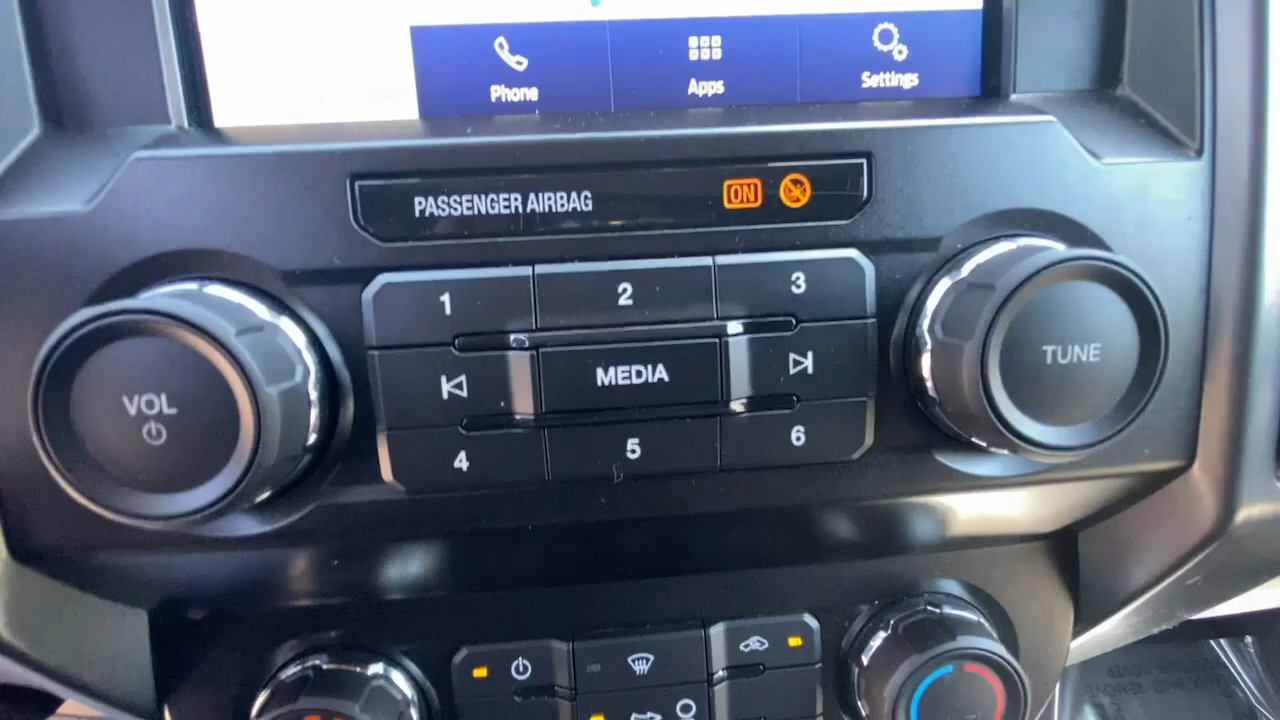 Phone
Apps
Settings
PASSENGER AIRBAG
ON
1
2
3
MEDIA
4
5
6
VOL
TUNE